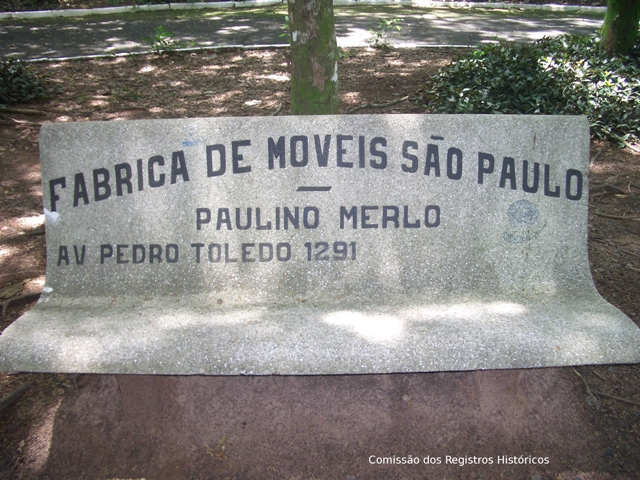 FABRICA DE MOVEIS SÃO PAULO
PAULINO MERLO
AV PEDRO TOLEDO 1291
Comissão dos Registros Históricos